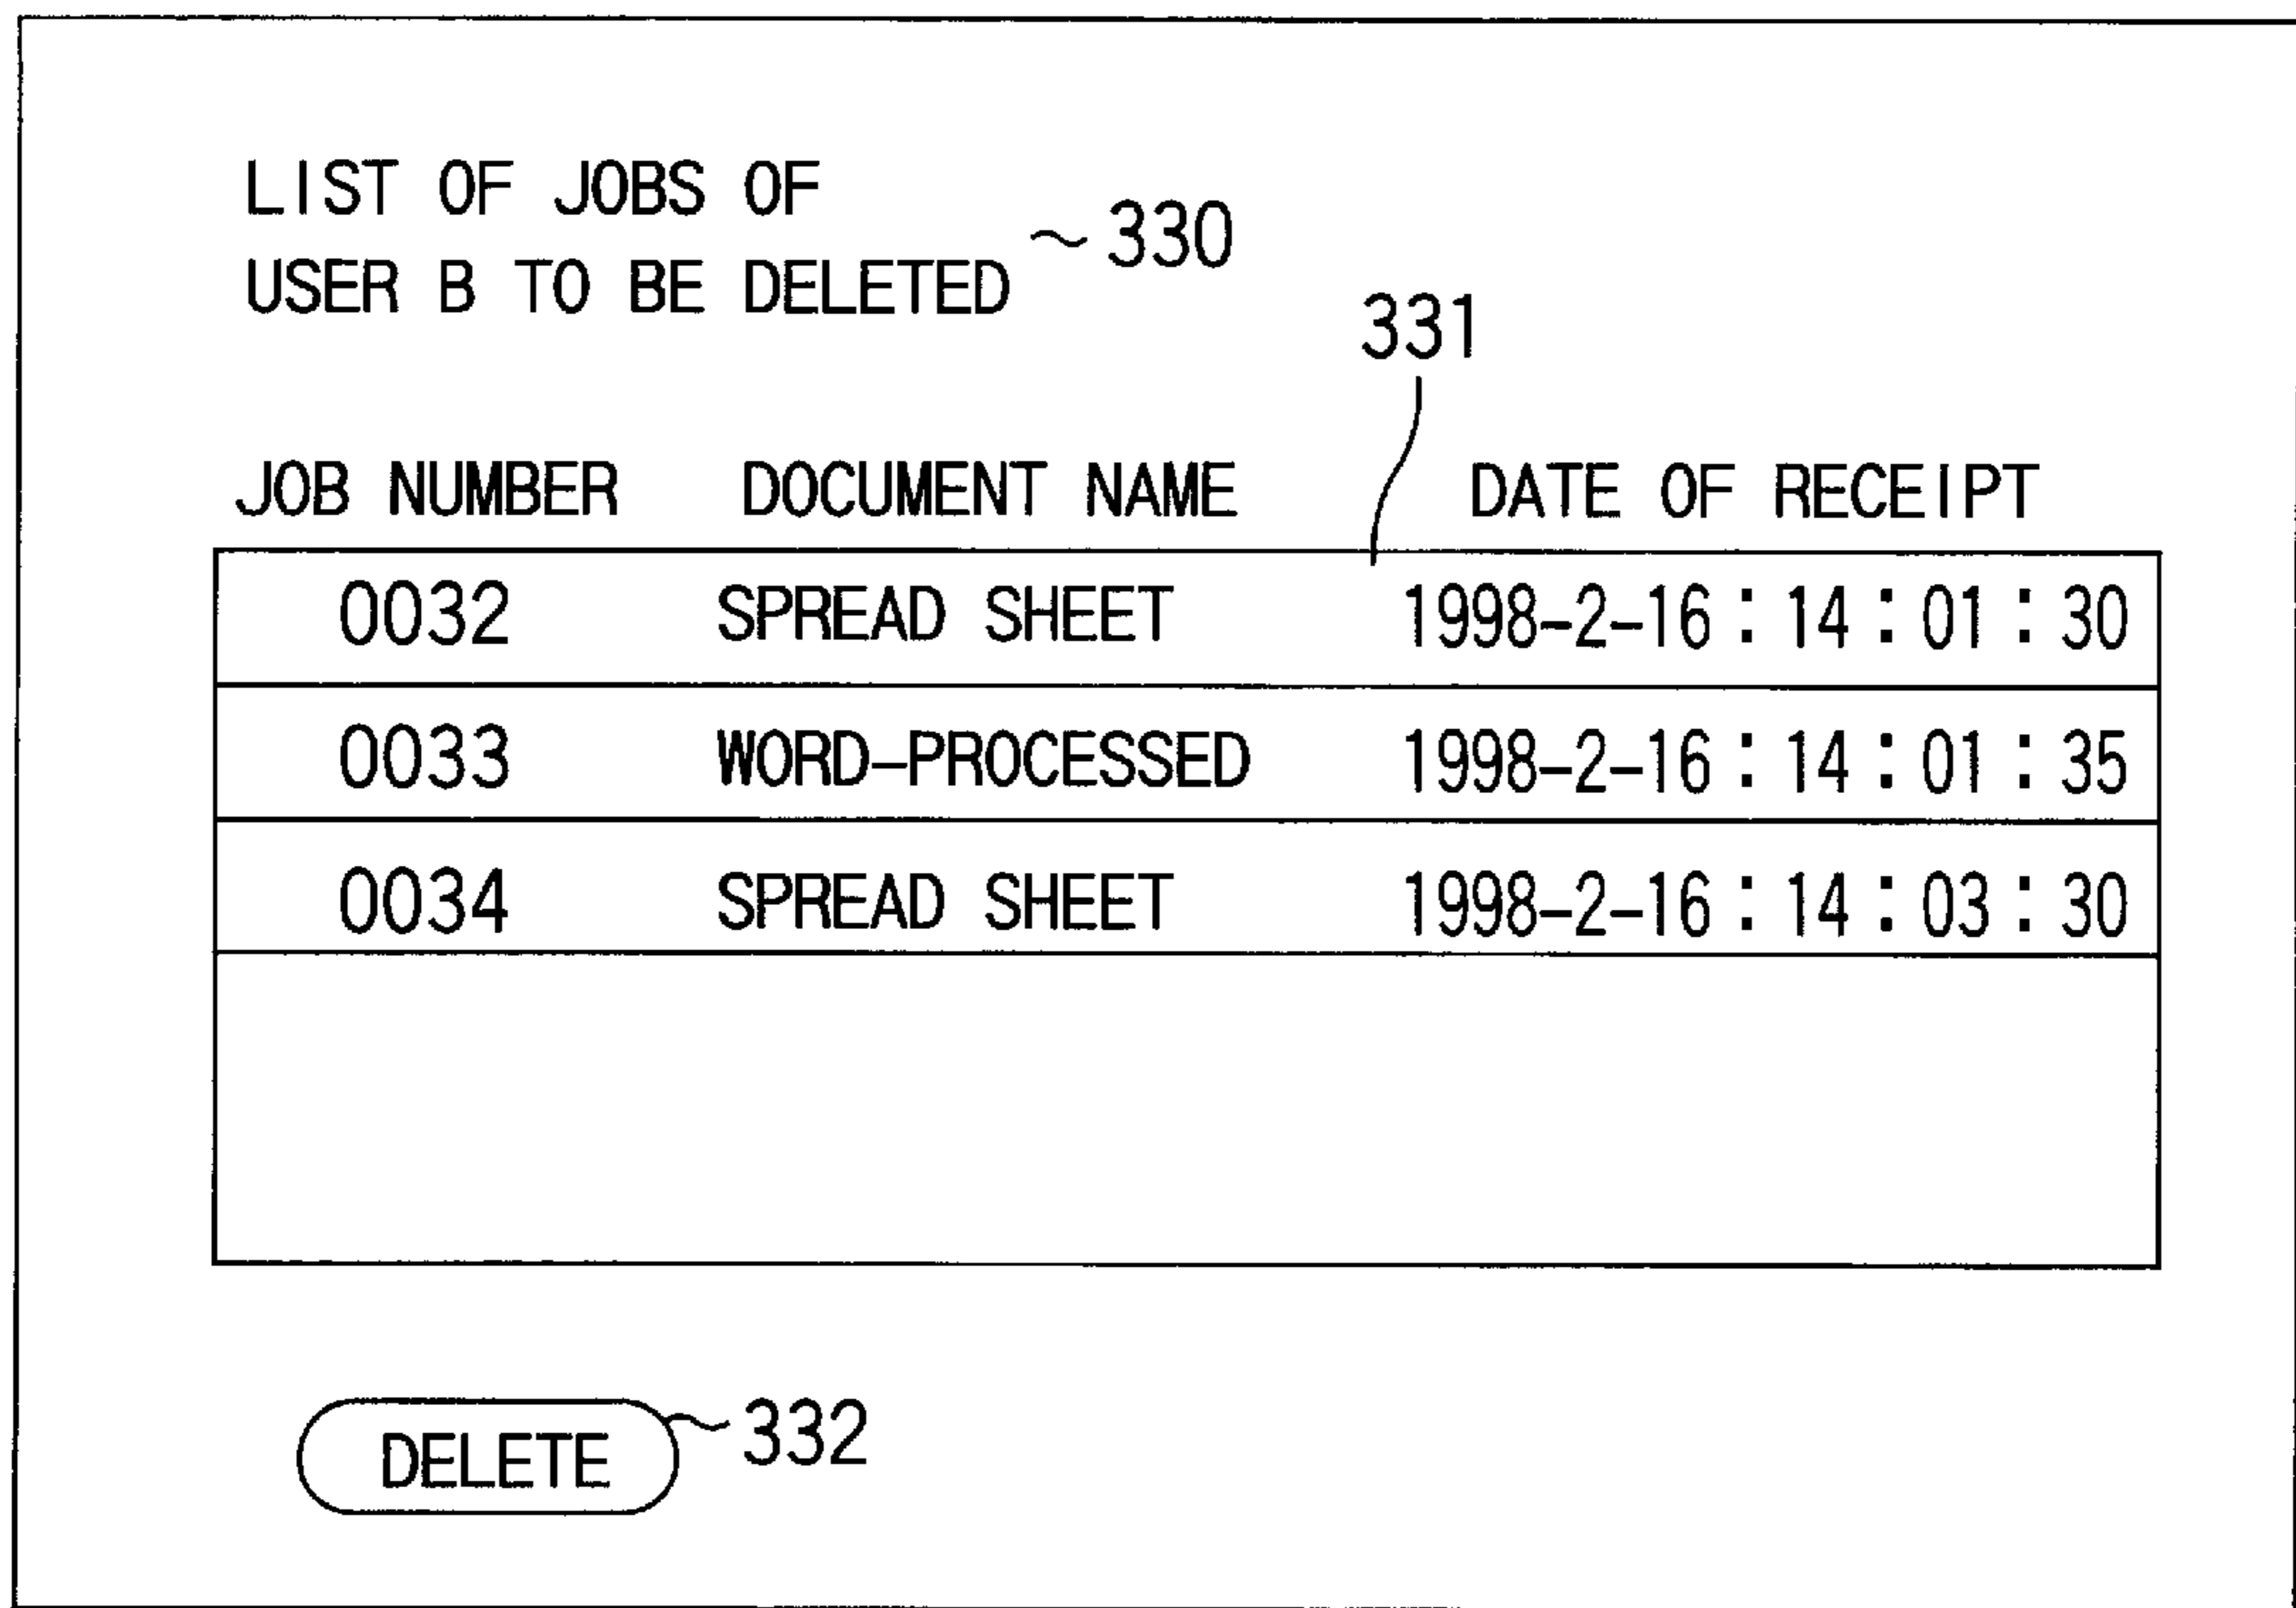 LIST OF JOBS OF
USER B TO BE DELETED ~330
331
JOB NUMBER DOCUMENT NAME DATE OF RECEIPT
0032 SPREAD SHEET 1998-2-16:14:01:30
0033 WORD-PROCESSED 1998-2-16:14:01:35
0034 SPREAD SHEET 1998-2-16:14:03:30
DELETE 332